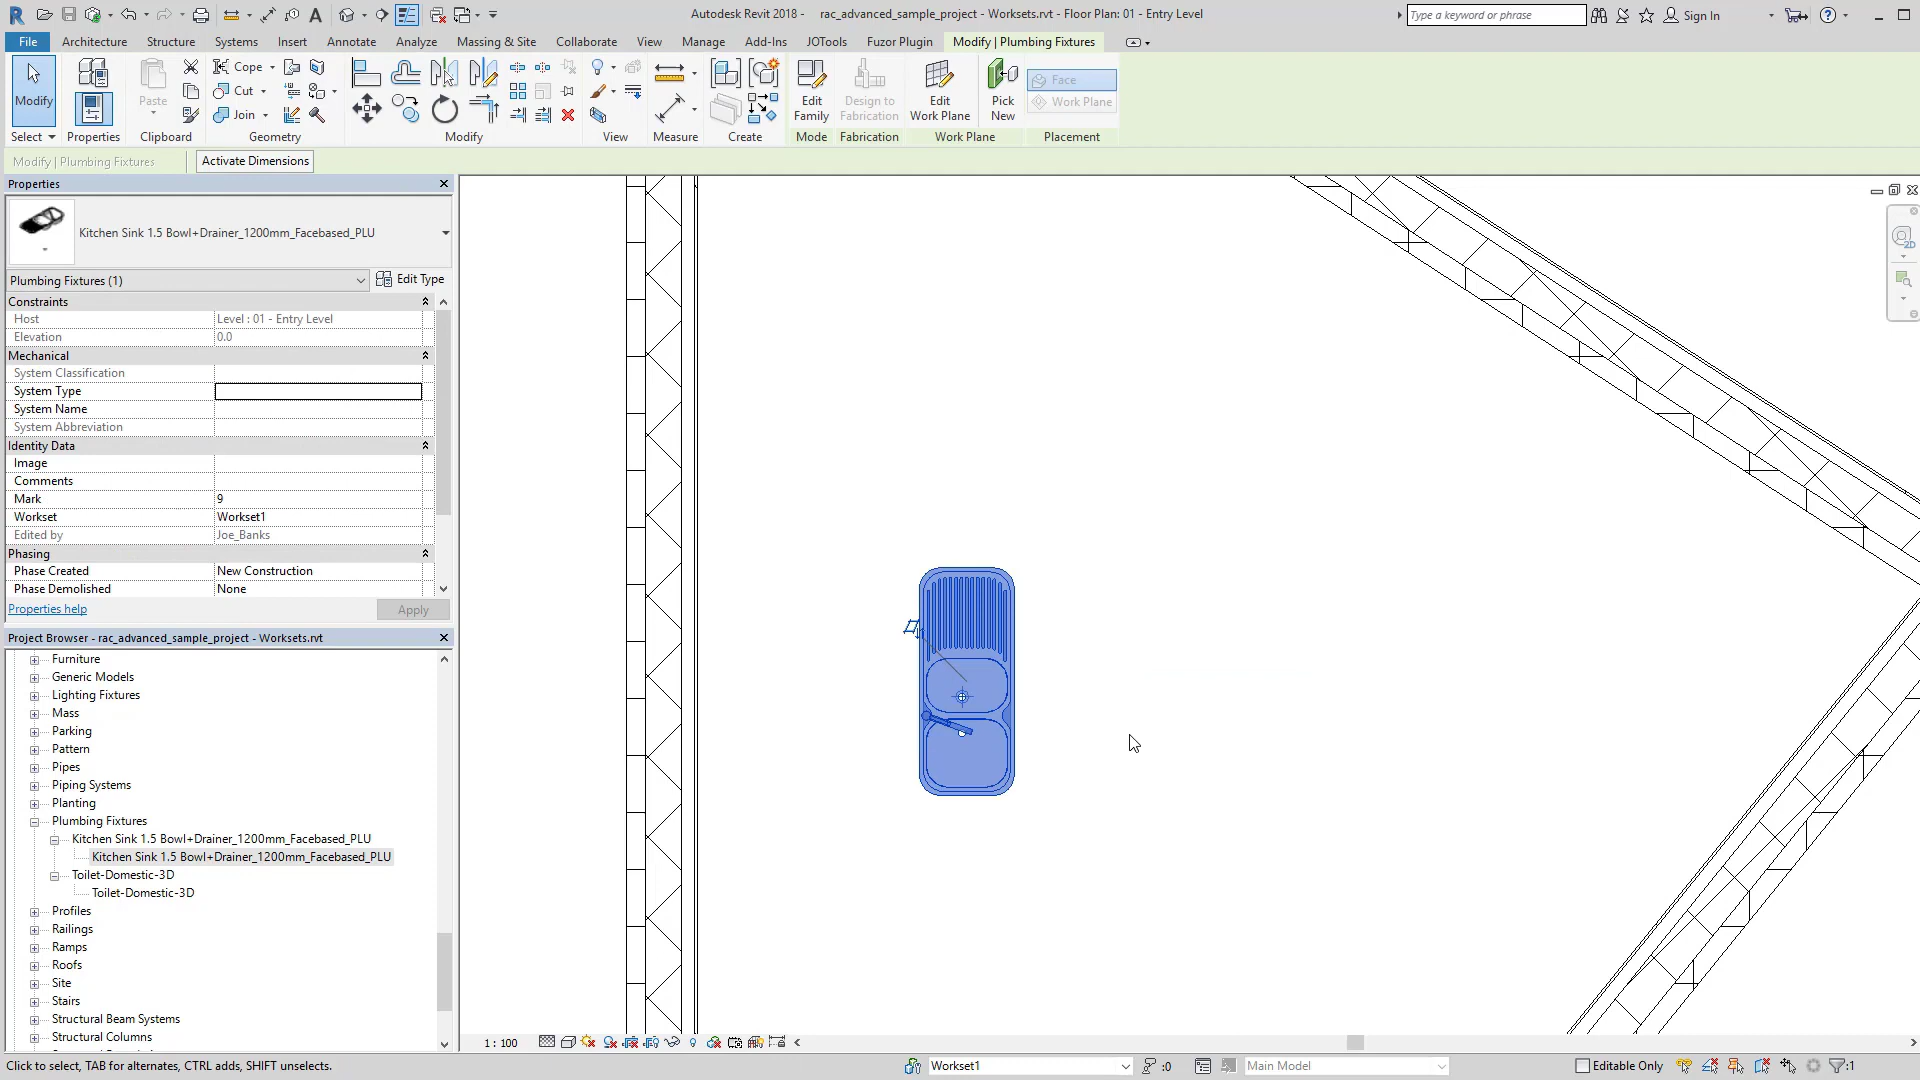 Autodesk Revit 2018 - rac_advanced_sample_project - Worksets.rvt - Floor Plan: 01 - Entry Level
Type a keyword or phrase
Sign In
File Architecture Structure Systems Insert Annotate Analyze Massing & Site Collaborate View Manage Add-Ins JOTools Fuzor Plugin Modify | Plumbing Fixtures
Modify
Select
Properties
Paste
Clipboard
Cope
Cut
Join
Geometry
Modify
View
Measure
Create
Edit
Family
Mode
Design to
Fabrication
Fabrication
Edit
Work Plane
Pick
New
Work Plane
Face
Work Plane
Placement
Modify | Plumbing Fixtures
Activate Dimensions
Properties
Kitchen Sink 1.5 Bowl+Drainer_1200mm_Facebased_PLU
Plumbing Fixtures (1)
Edit Type
Constraints
Host Level : 01 - Entry Level
Elevation 0.0
Mechanical
System Classification
System Type
System Name
System Abbreviation
Identity Data
Image
Comments
Mark 9
Workset Workset1
Edited by Joe_Banks
Phasing
Phase Created New Construction
Phase Demolished None
Properties help
Apply
Project Browser - rac_advanced_sample_project - Worksets.rvt
Furniture
Generic Models
Lighting Fixtures
Mass
Parking
Pattern
Pipes
Piping Systems
Planting
Plumbing Fixtures
Kitchen Sink 1.5 Bowl+Drainer_1200mm_Facebased_PLU
Kitchen Sink 1.5 Bowl+Drainer_1200mm_Facebased_PLU
Toilet-Domestic-3D
Toilet-Domestic-3D
Profiles
Railings
Ramps
Roofs
Site
Stairs
Structural Beam Systems
Structural Columns
2D
1 : 100
Click to select, TAB for alternates, CTRL adds, SHIFT unselects.
Workset1
:0
Main Model
Editable Only
:1